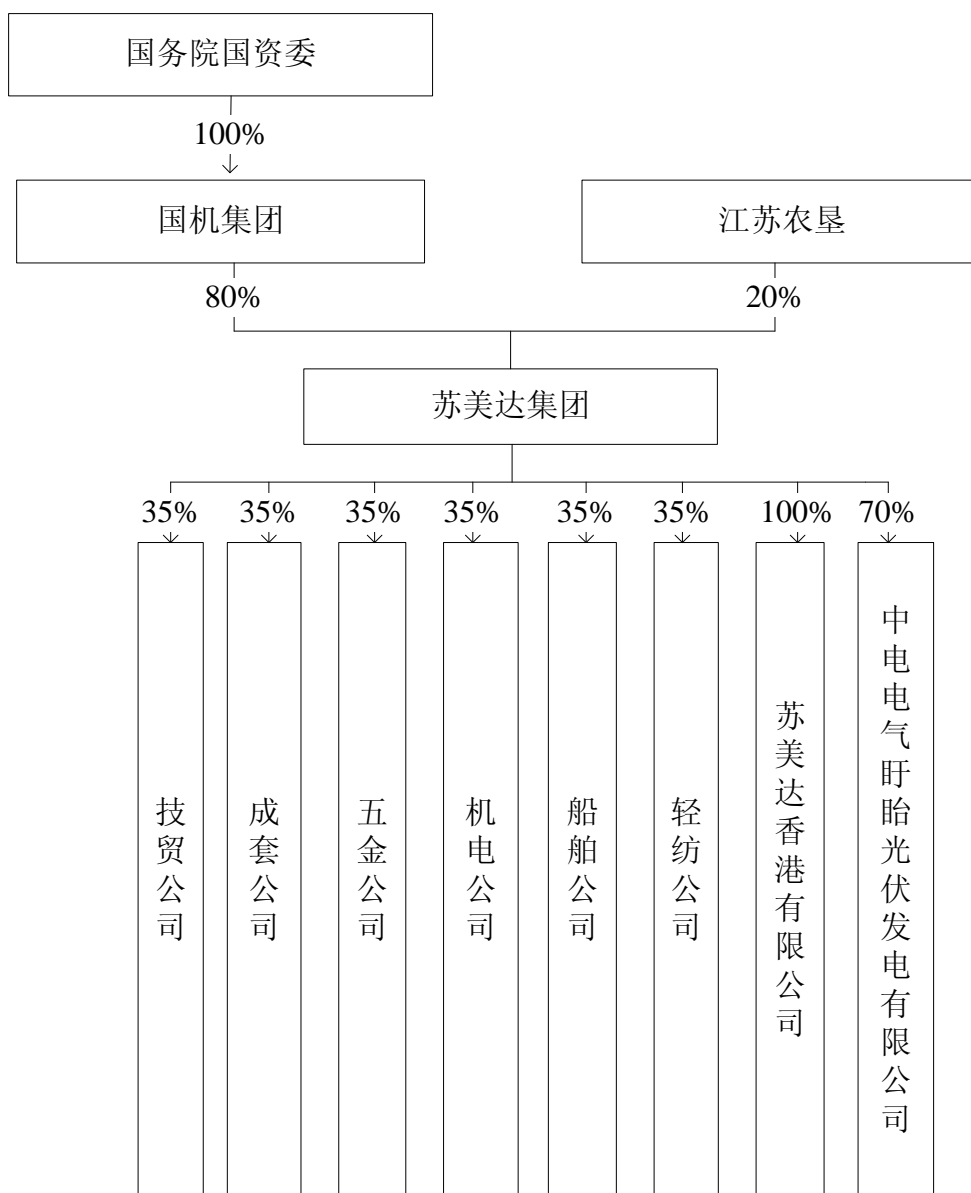 国务院国资委
100%
国机集团
江苏农垦
80%
20%
苏美达集团
35%
35%
35%
35%
35%
35%
100%
70%
技贸公司
成套公司
五金公司
机电公司
船舶公司
轻纺公司
苏美达香港有限公司
中电电气盱眙光伏发电有限公司